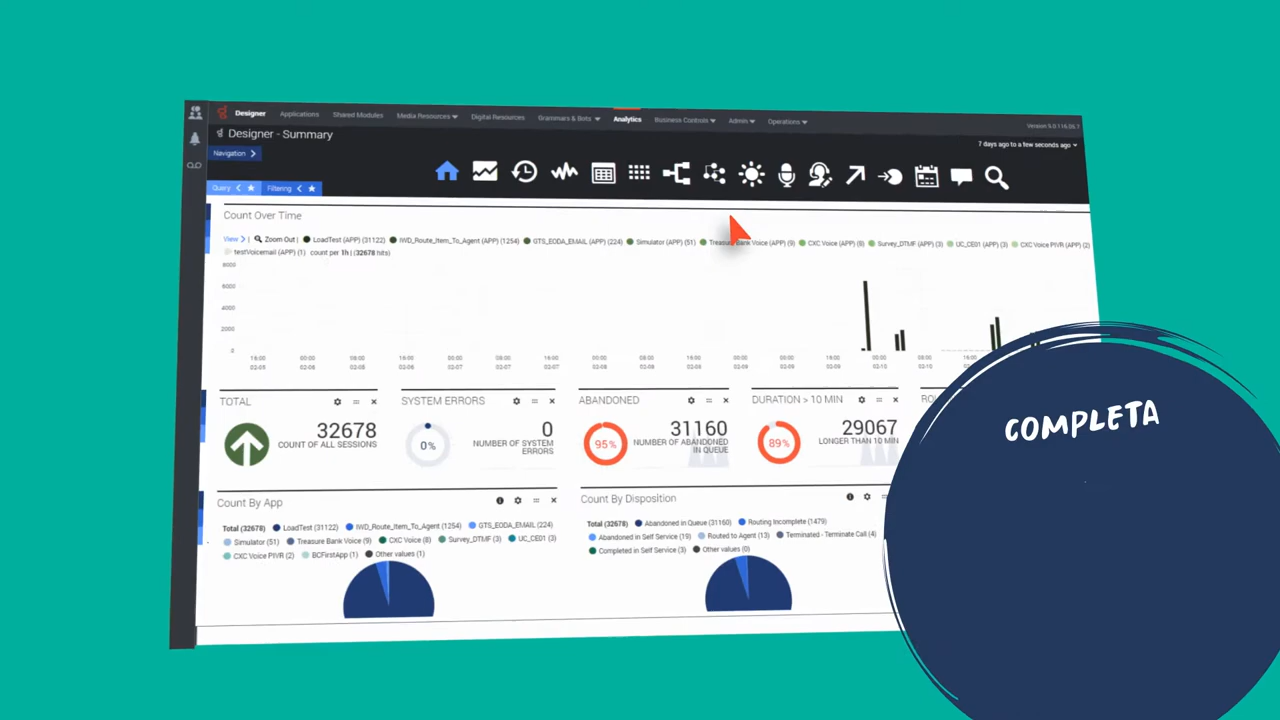 Designer Applications Shared Modules Media Resources Digital Resources Grammars & Bots Analytics Business Controls Admin Operations
Designer - Summary
7 days ago to a few seconds ago
Navigation
Query Filtering
Count Over Time
View | Zoom Out | LoadTest (APP) (31122) IWD_Route_Item_To_Agent (APP) (1254) GTS_EODA_EMAIL (APP) (224) Simulator (APP) (51) Treasure Bank Voice (APP) (9) CXC Voice (APP) (8) Survey_DTMF (APP) (3) UC_CE01 (APP) (3) CXC Voice PIVR (APP) (2)
testVoicemail (APP) (1) count per 1h | (32678 hits)
8000
6000
4000
2000
0
TOTAL SYSTEM ERRORS ABANDONED DURATION > 10 MIN
32678
COUNT OF ALL SESSIONS
0%
0
NUMBER OF SYSTEM
ERRORS
95%
31160
NUMBER OF ABANDONED
IN QUEUE
89%
29067
LONGER THAN 10 MIN
Count By App
Total (32678) LoadTest (31122) IWD_Route_Item_To_Agent (1254) GTS_EODA_EMAIL (224)
Simulator (51) Treasure Bank Voice (9) CXC Voice (8) Survey_DTMF (3) UC_CE01 (3)
CXC Voice PIVR (2) BCFirstApp (1) Other values (1)
Count By Disposition
Total (32678) Abandoned in Queue (31160) Routing Incomplete (1479)
Abandoned in Self Service (19) Routed to Agent (13) Terminated - Terminate Call (4)
Completed in Self Service (3) Other values (0)
COMPLETA